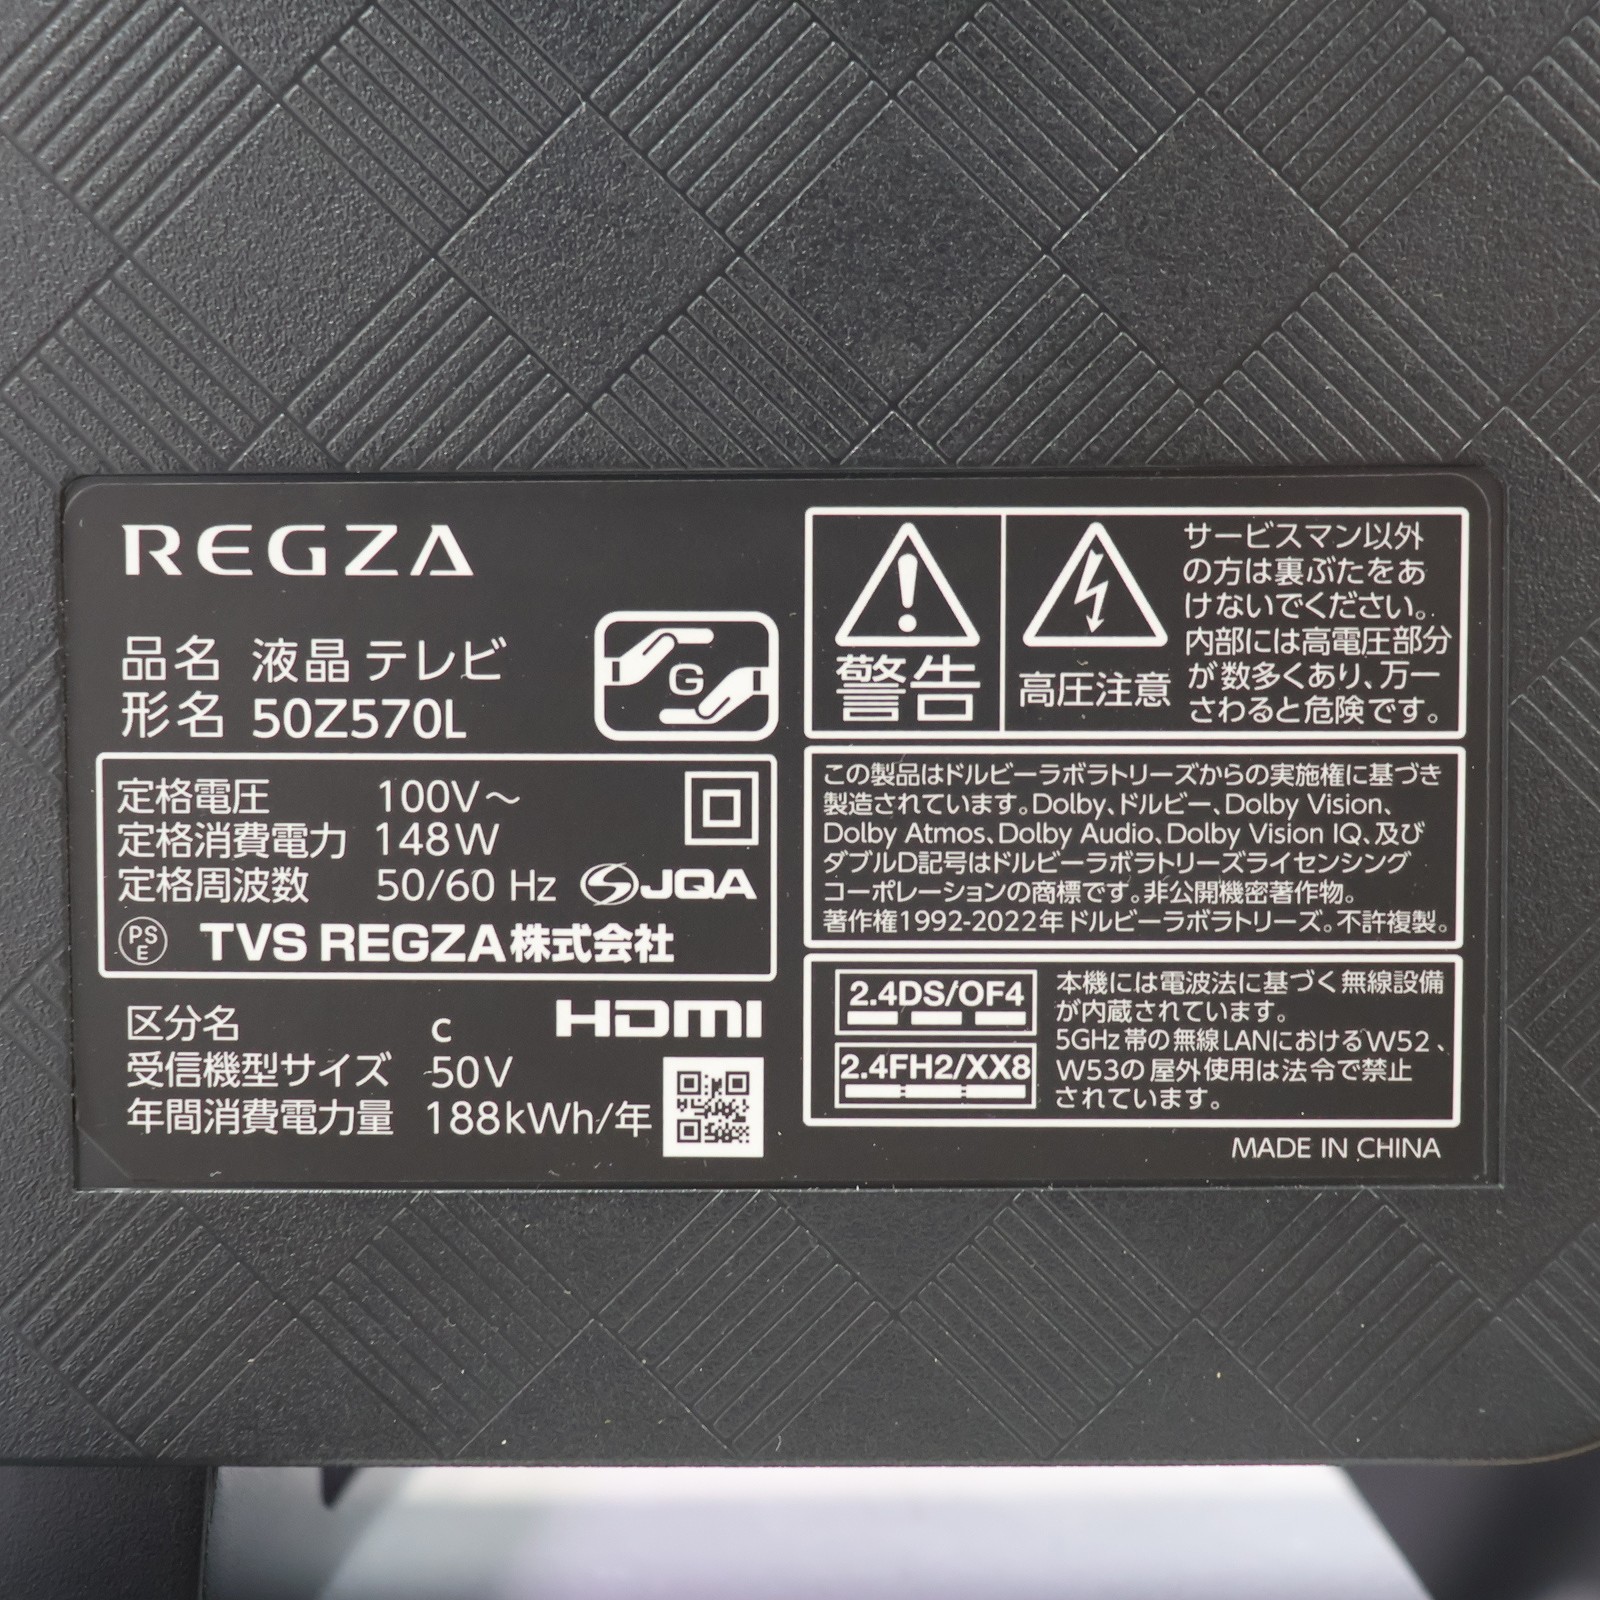 REGZA
品名 液晶テレビ
形名 50Z570L
G
定格電圧 100V～
定格消費電力 148W
定格周波数 50/60 Hz
JQA
PS
E
TVS REGZA株式会社
区分名 c
HDMI
受信機型サイズ 50V
年間消費電力量 188kWh/年
警告
高圧注意
サービスマン以外
の方は裏ぶたをあ
けないでください。
内部には高電圧部分
が数多くあり、万一
さわると危険です。
この製品はドルビーラボラトリーズからの実施権に基づき
製造されています。Dolby、ドルビー、Dolby Vision、
Dolby Atmos、Dolby Audio、Dolby Vision IQ、及び
ダブルD記号はドルビーラボラトリーズライセンシング
コーポレーションの商標です。非公開機密著作物。
著作権1992-2022年ドルビーラボラトリーズ。不許複製。
2.4DS/OF4
2.4FH2/XX8
本機には電波法に基づく無線設備
が内蔵されています。
5GHz帯の無線LANにおけるW52、
W53の屋外使用は法令で禁止
されています。
MADE IN CHINA